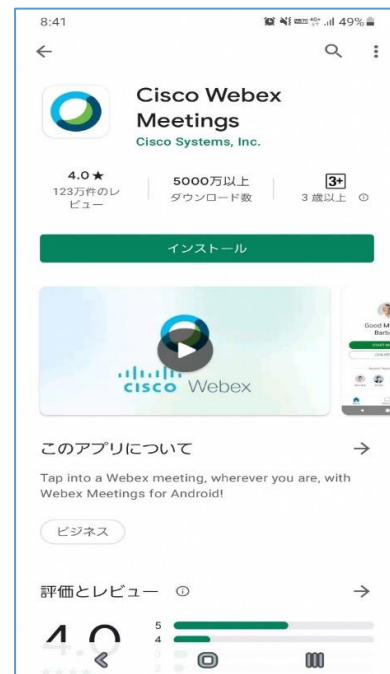 8:41
49%
Cisco Webex
Meetings
Cisco Systems, Inc.
4.0★
123万件のレ
ビュー
5000万以上
ダウンロード数
3+
3 歳以上
インストール
CISCO Webex
Good M
Barb
START M
このアプリについて
Tap into a Webex meeting, wherever you are, with
Webex Meetings for Android!
ビジネス
評価とレビュー
4.0
5
4
3
2